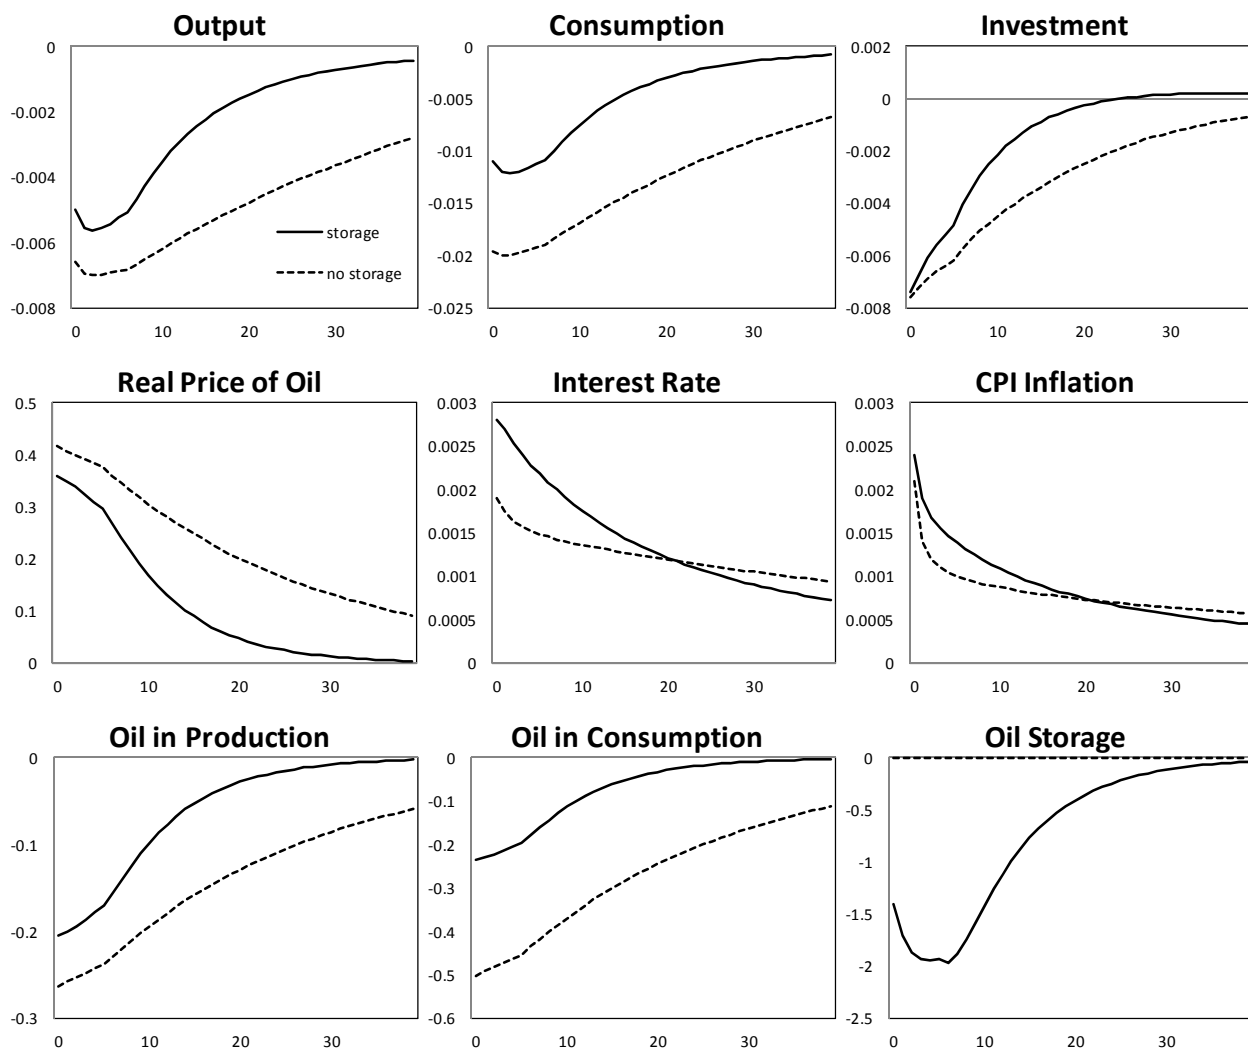 Output
0
-0.002
-0.004
-0.006
-0.008
storage
no storage
0 10 20 30
Consumption
0
-0.005
-0.01
-0.015
-0.02
-0.025
0 10 20 30
Investment
0.002
0
-0.002
-0.004
-0.006
-0.008
0 10 20 30
Real Price of Oil
0.5
0.4
0.3
0.2
0.1
0
0 10 20 30
Interest Rate
0.003
0.0025
0.002
0.0015
0.001
0.0005
0
0 10 20 30
CPI Inflation
0.003
0.0025
0.002
0.0015
0.001
0.0005
0
0 10 20 30
Oil in Production
0
-0.1
-0.2
-0.3
0 10 20 30
Oil in Consumption
0
-0.1
-0.2
-0.3
-0.4
-0.5
-0.6
0 10 20 30
Oil Storage
0
-0.5
-1
-1.5
-2
-2.5
0 10 20 30